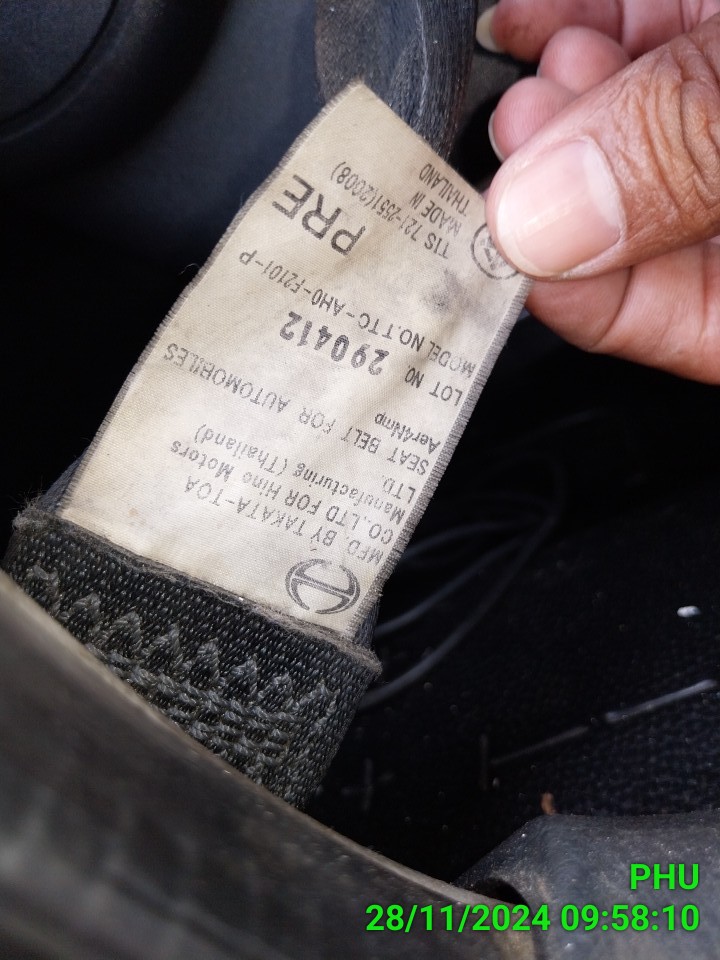 MFD. BY TAKATA-TOA
CO.,LTD FOR Hino Motors
Manufacturing (Thailand)
LTD.
SEAT BELT FOR AUTOMOBILES
Aer4Nmp
LOT NO. 290412
MODEL NO.TTC-AH0-F2101-P
PRE
TIS 721-2551(2008)
MADE IN
THAILAND
PHU
28/11/2024 09:58:10